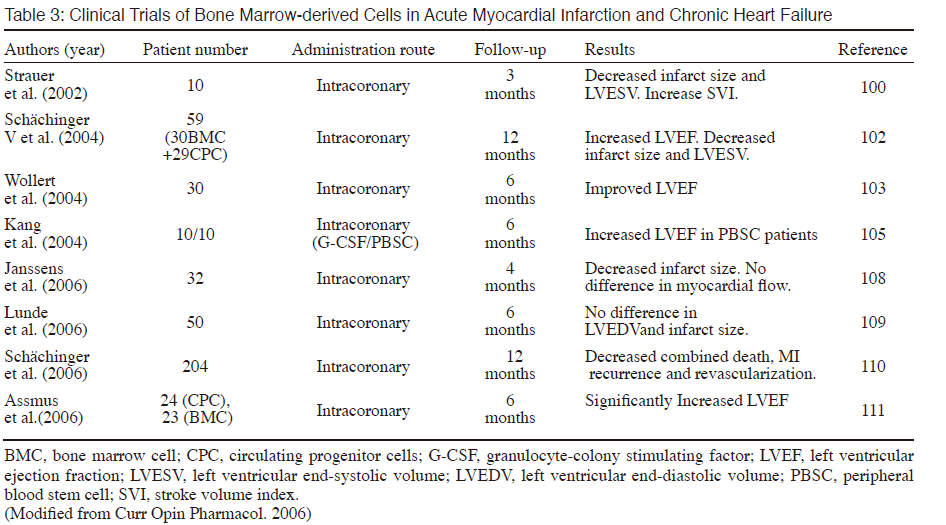 Table 3: Clinical Trials of Bone Marrow-derived Cells in Acute Myocardial Infarction and Chronic Heart Failure
Authors (year) Patient number Administration route Follow-up Results Reference
Strauer et al. (2002) 10 Intracoronary 3 months Decreased infarct size and LVESV. Increase SVI. 100
Schächinger V et al. (2004) 59 (30BMC +29CPC) Intracoronary 12 months Increased LVEF. Decreased infarct size and LVESV. 102
Wollert et al. (2004) 30 Intracoronary 6 months Improved LVEF 103
Kang et al. (2004) 10/10 Intracoronary (G-CSF/PBSC) 6 months Increased LVEF in PBSC patients 105
Janssens et al. (2006) 32 Intracoronary 4 months Decreased infarct size. No difference in myocardial flow. 108
Lunde et al. (2006) 50 Intracoronary 6 months No difference in LVEDVand infarct size. 109
Schächinger et al. (2006) 204 Intracoronary 12 months Decreased combined death, MI recurrence and revascularization. 110
Assmus et al.(2006) 24 (CPC), 23 (BMC) Intracoronary 6 months Significantly Increased LVEF 111
BMC, bone marrow cell; CPC, circulating progenitor cells; G-CSF, granulocyte-colony stimulating factor; LVEF, left ventricular
ejection fraction; LVESV, left ventricular end-systolic volume; LVEDV, left ventricular end-diastolic volume; PBSC, peripheral
blood stem cell; SVI, stroke volume index.
(Modified from Curr Opin Pharmacol. 2006)